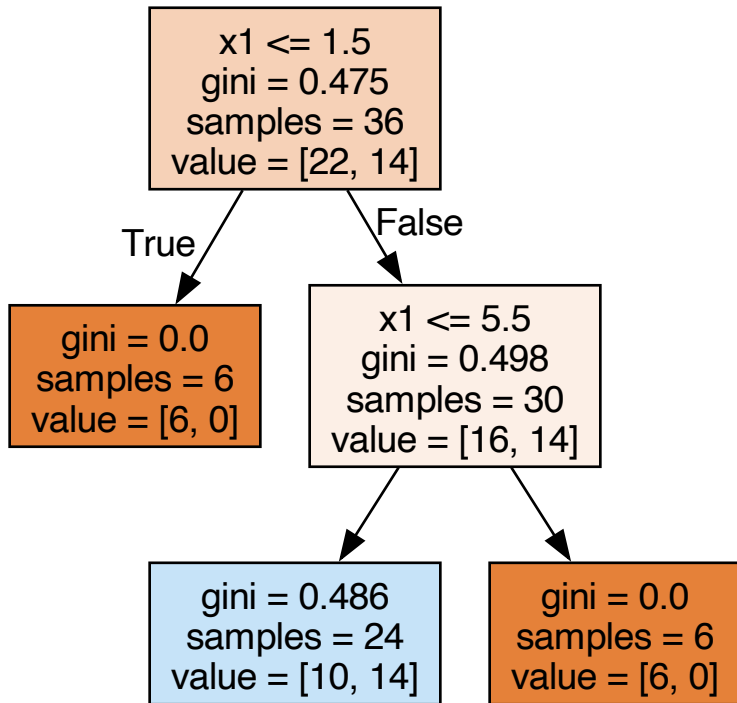 x1 <= 1.5
gini = 0.475
samples = 36
value = [22, 14]
True
False
gini = 0.0
samples = 6
value = [6, 0]
x1 <= 5.5
gini = 0.498
samples = 30
value = [16, 14]
gini = 0.486
samples = 24
value = [10, 14]
gini = 0.0
samples = 6
value = [6, 0]